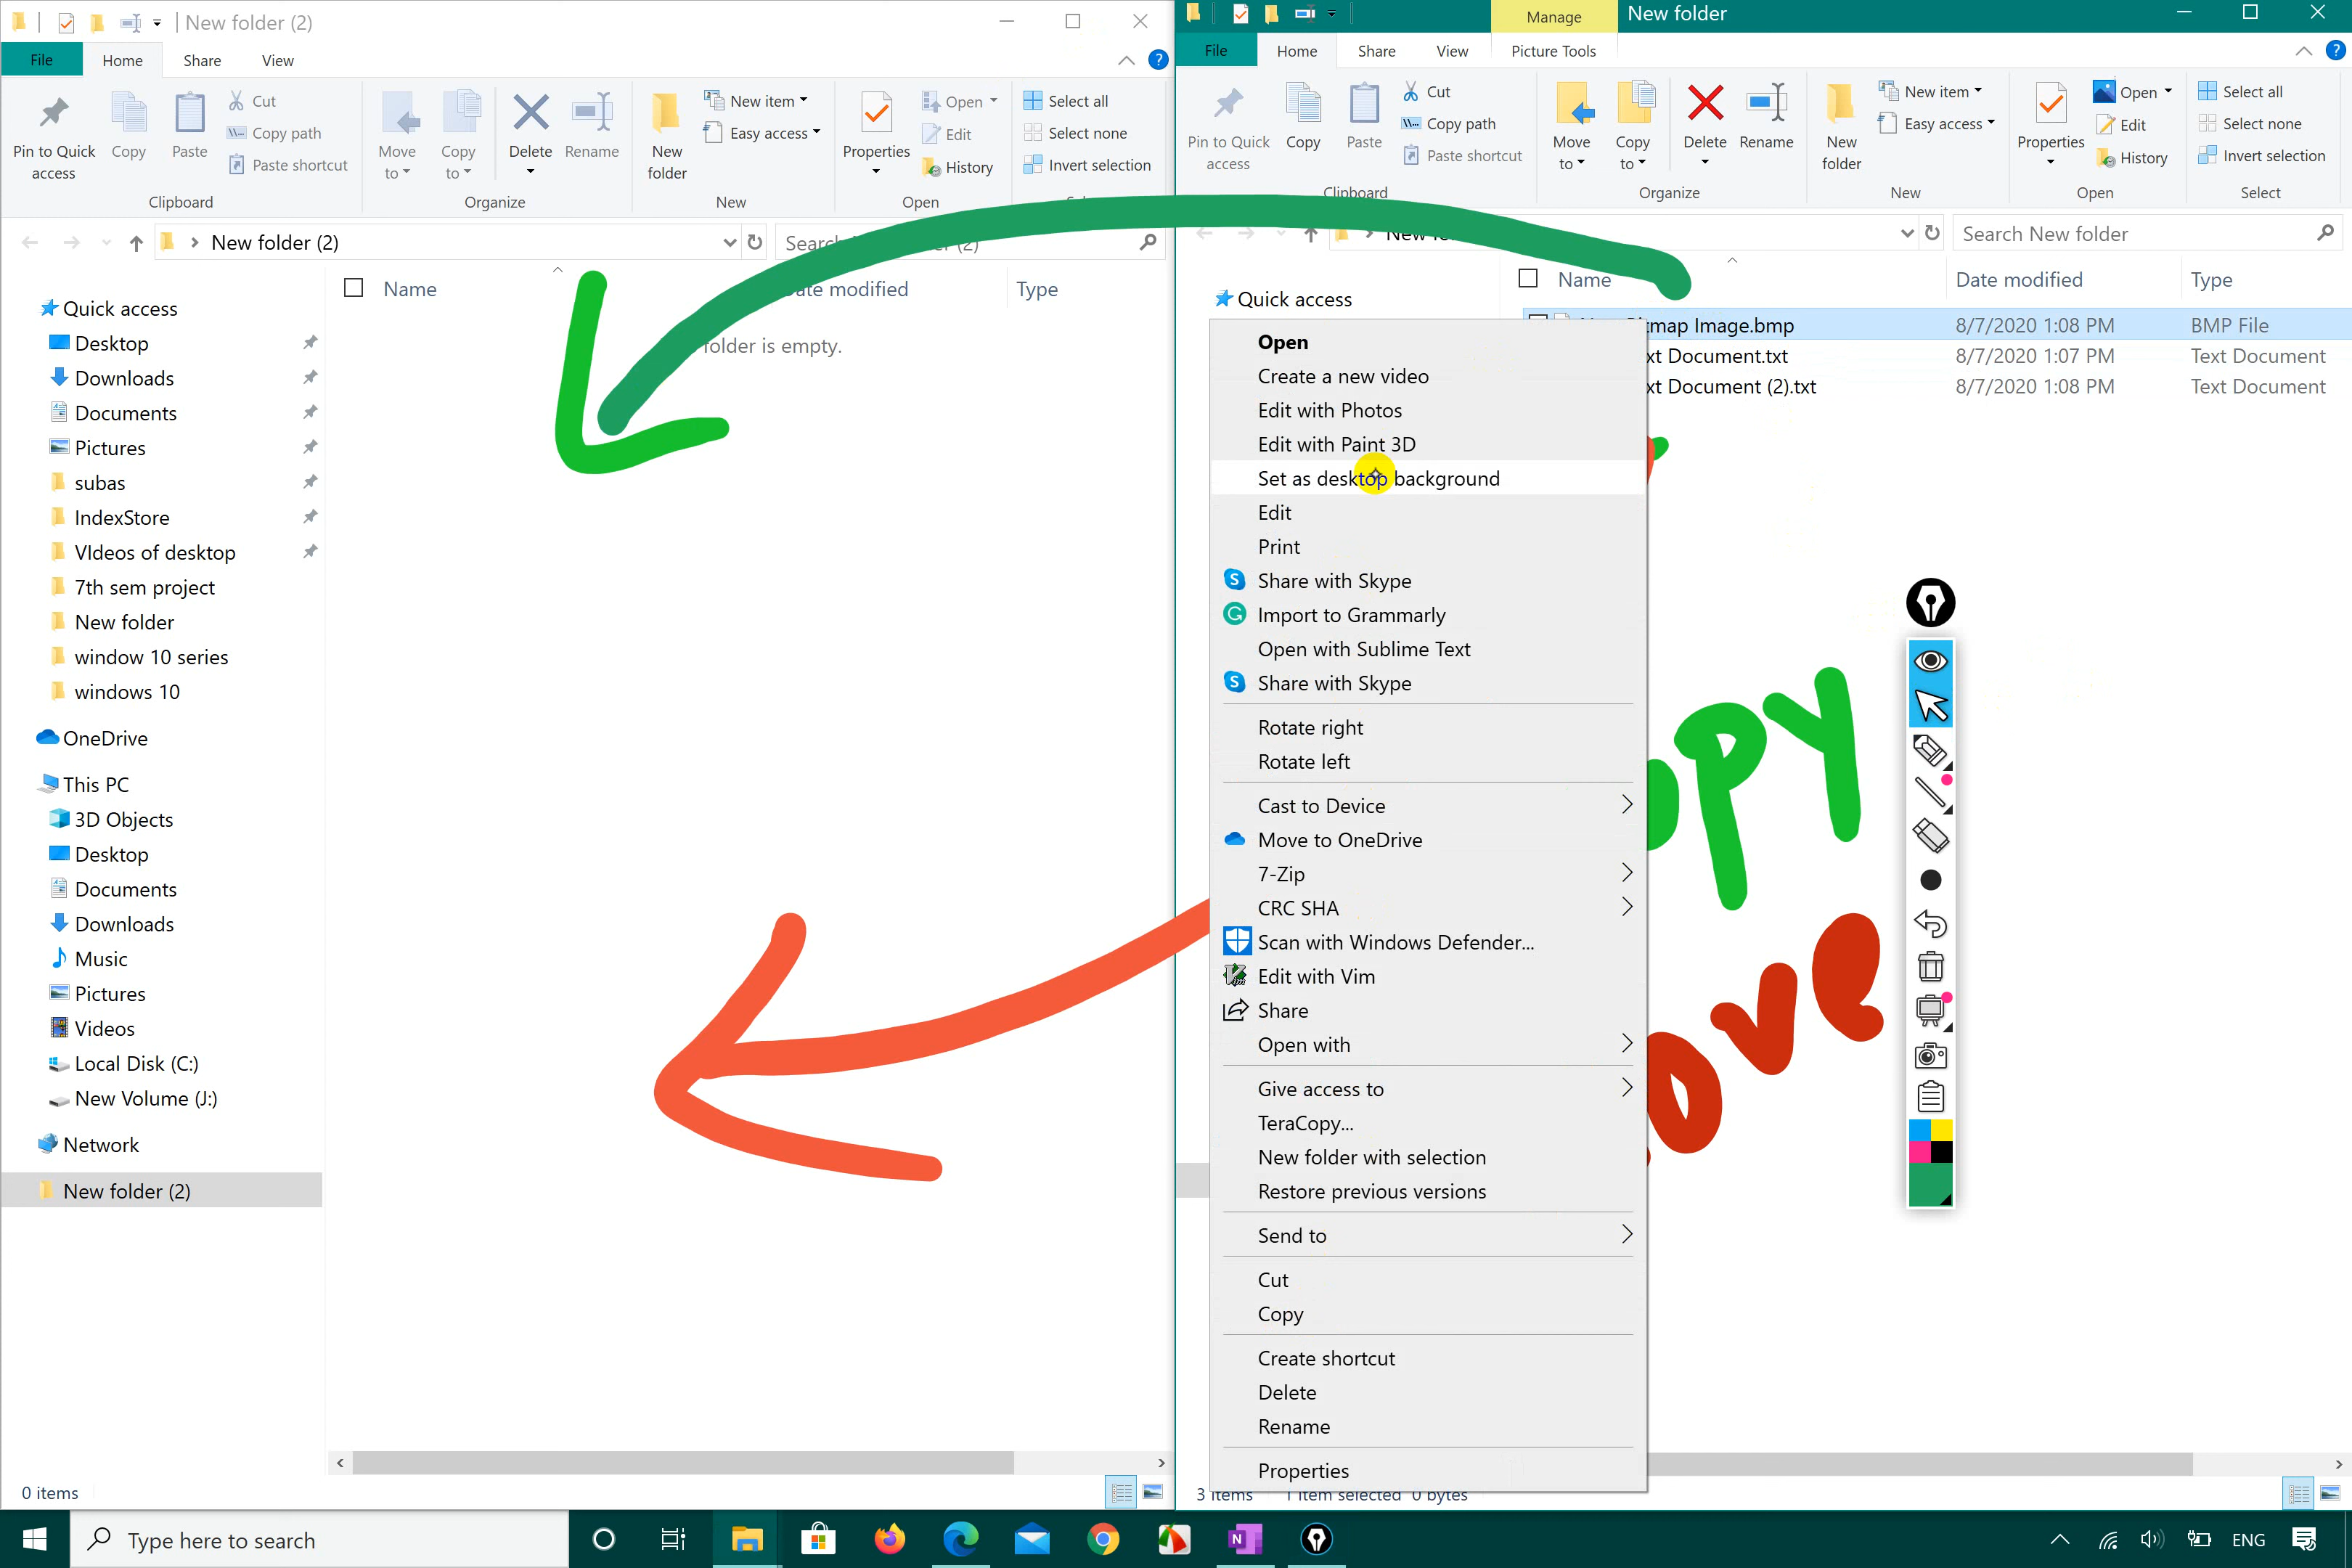 New folder (2)
File
Home
Share
View
Pin to Quick access
Copy
Paste
Cut
Copy path
Paste shortcut
Clipboard
Move to
Copy to
Delete
Rename
Organize
New folder
New item
Easy access
New
Properties
Open
Edit
History
Open
Select all
Select none
Invert selection
New folder (2)
Search
Name
Date modified
Type
folder is empty.
Quick access
Desktop
Downloads
Documents
Pictures
subas
IndexStore
VIdeos of desktop
7th sem project
New folder
window 10 series
windows 10
OneDrive
This PC
3D Objects
Desktop
Documents
Downloads
Music
Pictures
Videos
Local Disk (C:)
New Volume (J:)
Network
New folder (2)
0 items
Manage
New folder
File
Home
Share
View
Picture Tools
Pin to Quick access
Copy
Paste
Cut
Copy path
Paste shortcut
Clipboard
Move to
Copy to
Delete
Rename
Organize
New folder
New item
Easy access
New
Properties
Open
Edit
History
Open
Select all
Select none
Invert selection
Select
Search New folder
Quick access
Name
Date modified
Type
Image.bmp
8/7/2020 1:08 PM
BMP File
Document.txt
8/7/2020 1:07 PM
Text Document
Document (2).txt
8/7/2020 1:08 PM
Text Document
Open
Create a new video
Edit with Photos
Edit with Paint 3D
Set as desktop background
Edit
Print
Share with Skype
Import to Grammarly
Open with Sublime Text
Share with Skype
Rotate right
Rotate left
Cast to Device
Move to OneDrive
7-Zip
CRC SHA
Scan with Windows Defender...
Edit with Vim
Share
Open with
Give access to
TeraCopy...
New folder with selection
Restore previous versions
Send to
Cut
Copy
Create shortcut
Delete
Rename
Properties
opy
ove
3 items
1 item selected 0 bytes
Type here to search
ENG